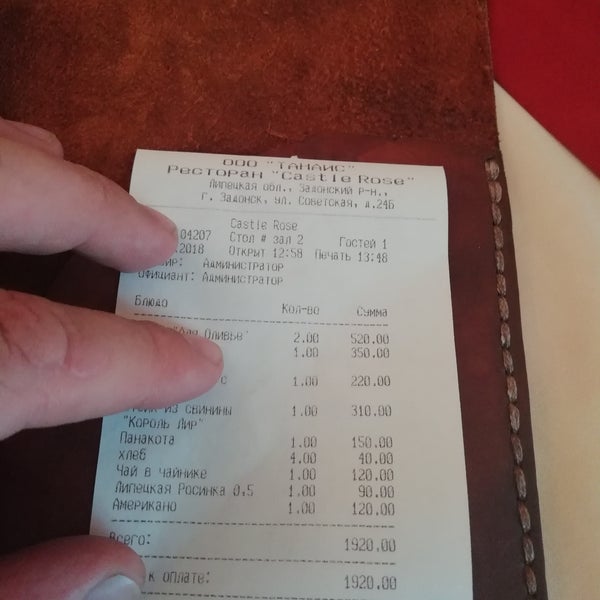 ООО "ТАНАИС"
Ресторан "Castle Rose"
Липецкая обл., Задонский р-н.,
г. Задонск, ул. Советская, д.24Б
Castle Rose
04207 Стол # зал 2 Гостей 1
.2018 Открыт 12:58 Печать 13:48
Администратор
Официант: Администратор
Блюдо Кол-во Сумма
Оливье" 2.00 520.00
1.00 350.00
1.00 220.00
из свинины 1.00 310.00
"Король Лир"
Панакота 1.00 150.00
хлеб 4.00 40.00
Чай в чайнике 1.00 120.00
Липецкая Росинка 0,5 1.00 90.00
Американо 1.00 120.00
Всего: 1920.00
к оплате: 1920.00